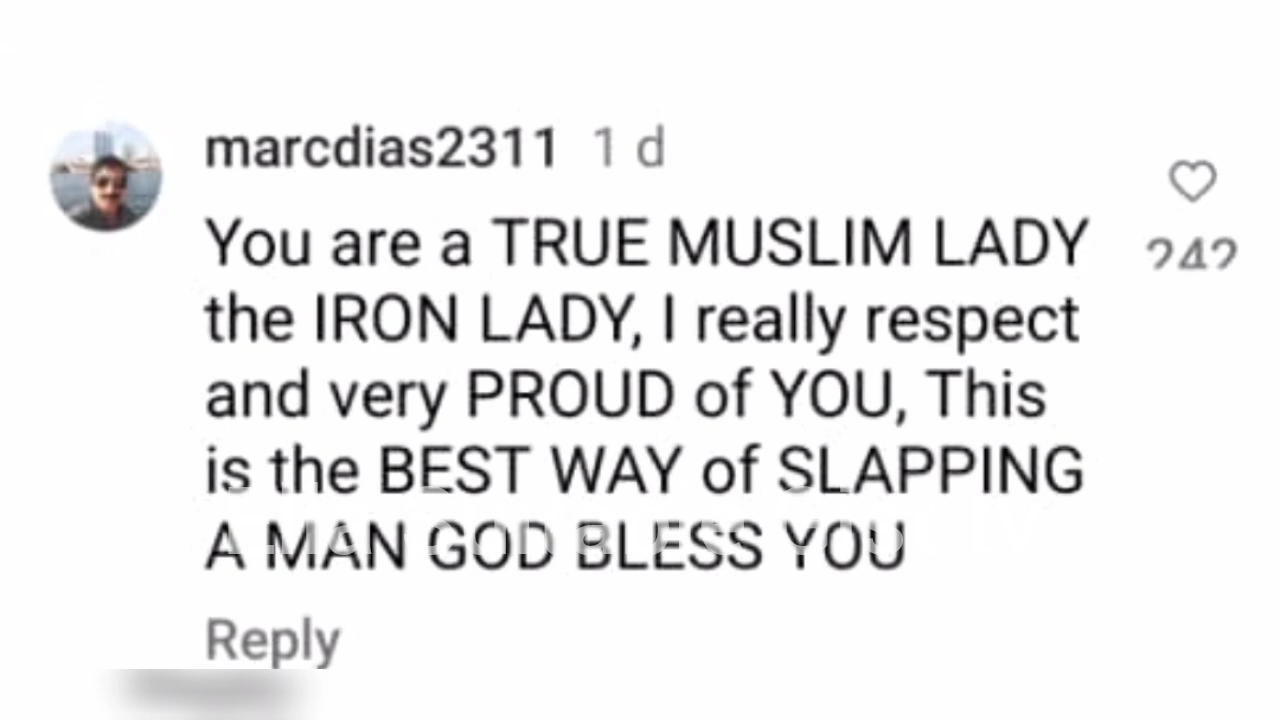 marcdias2311 1 d
You are a TRUE MUSLIM LADY
242
the IRON LADY, I really respect
and very PROUD of YOU, This
is the BEST WAY of SLAPPING
A MAN GOD BLESS YOU
Reply